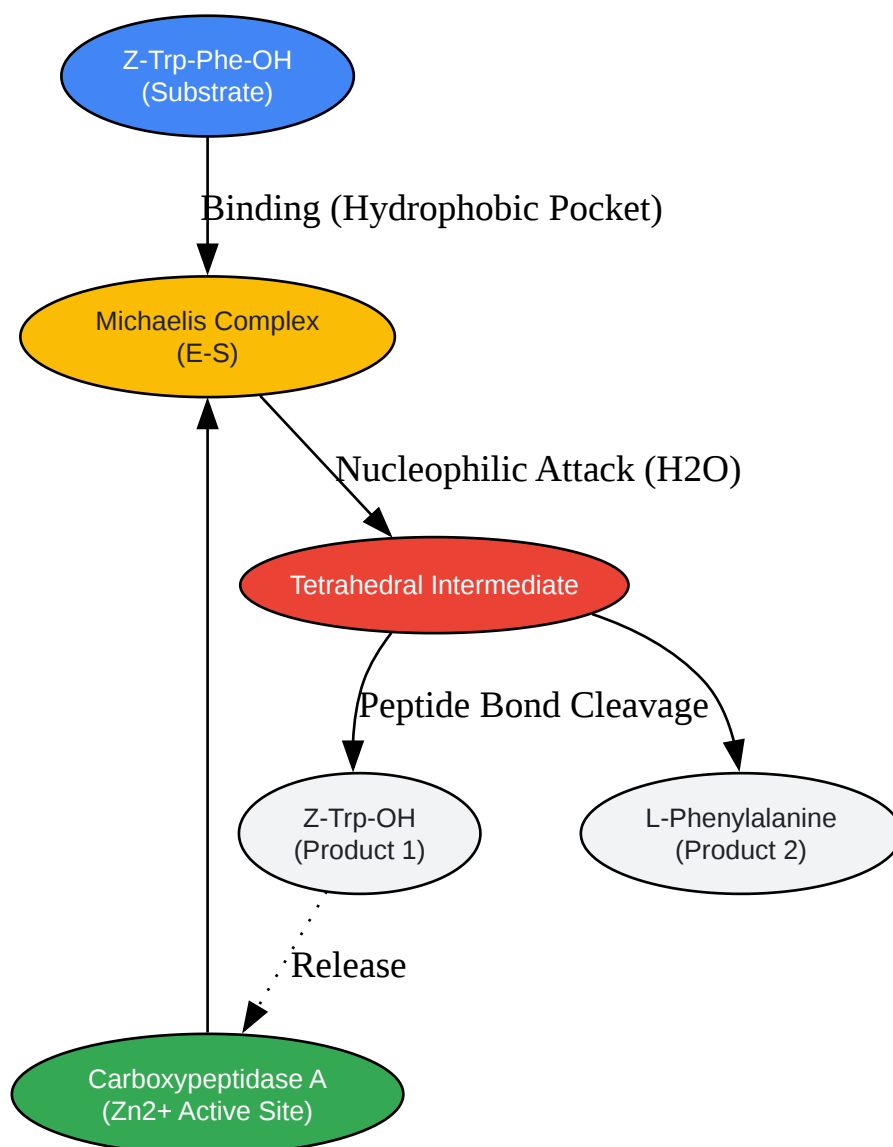 Z-Trp-Phe-OH
(Substrate)
Binding (Hydrophobic Pocket)
Michaelis Complex
(E-S)
Nucleophilic Attack (H2O)
Tetrahedral Intermediate
Peptide Bond Cleavage
Z-Trp-OH
(Product 1)
L-Phenylalanine
(Product 2)
Release
Carboxypeptidase A
(Zn2+ Active Site)